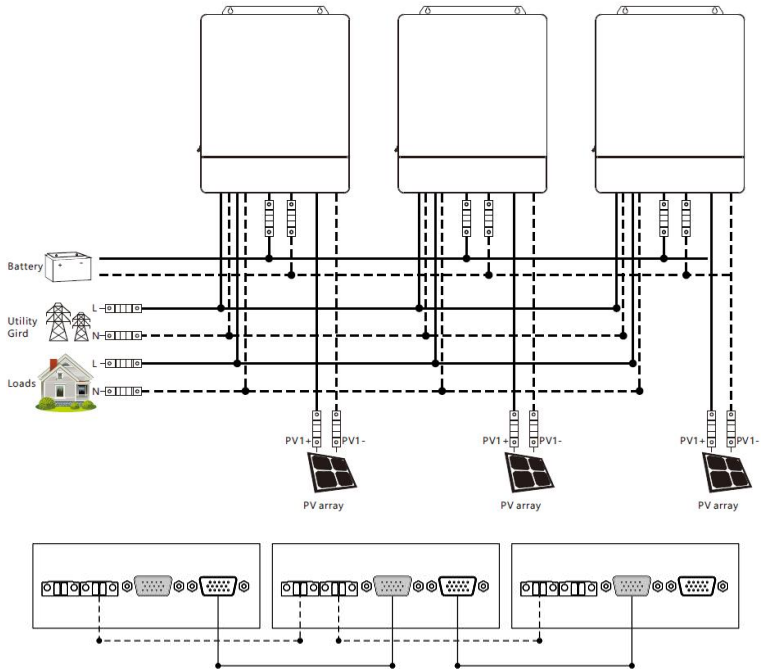 Battery
L
Utility
Gird
N
L
Loads
N
PV1+ PV1-
PV1+ PV1-
PV1+ PV1-
PV array
PV array
PV array